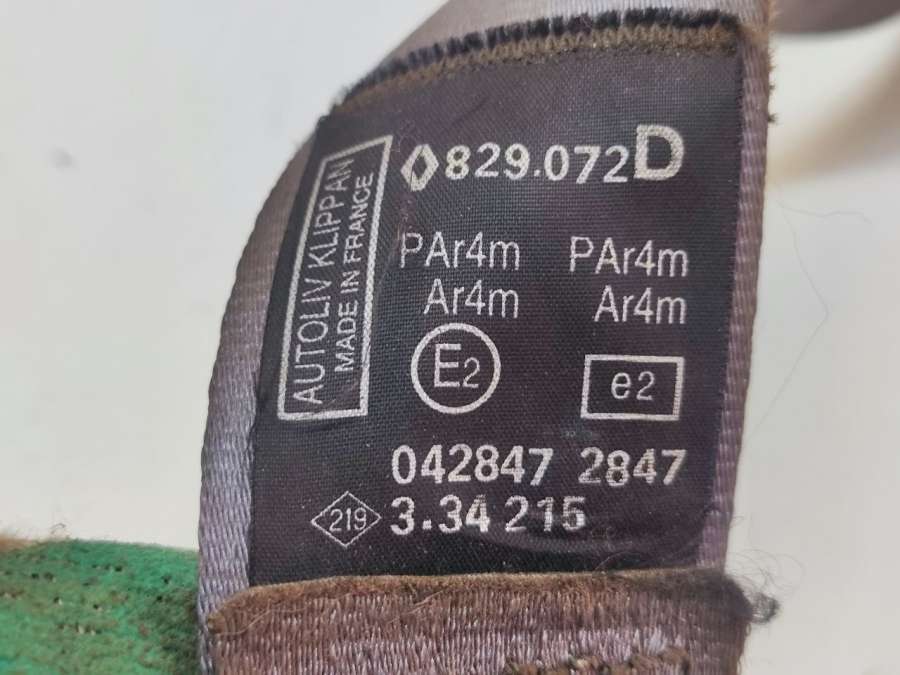 AUTOLIV KLIPPAN
MADE IN FRANCE
829.072D
PAr4m PAr4m
Ar4m Ar4m
E2 e2
042847 2847
219 3.34 215